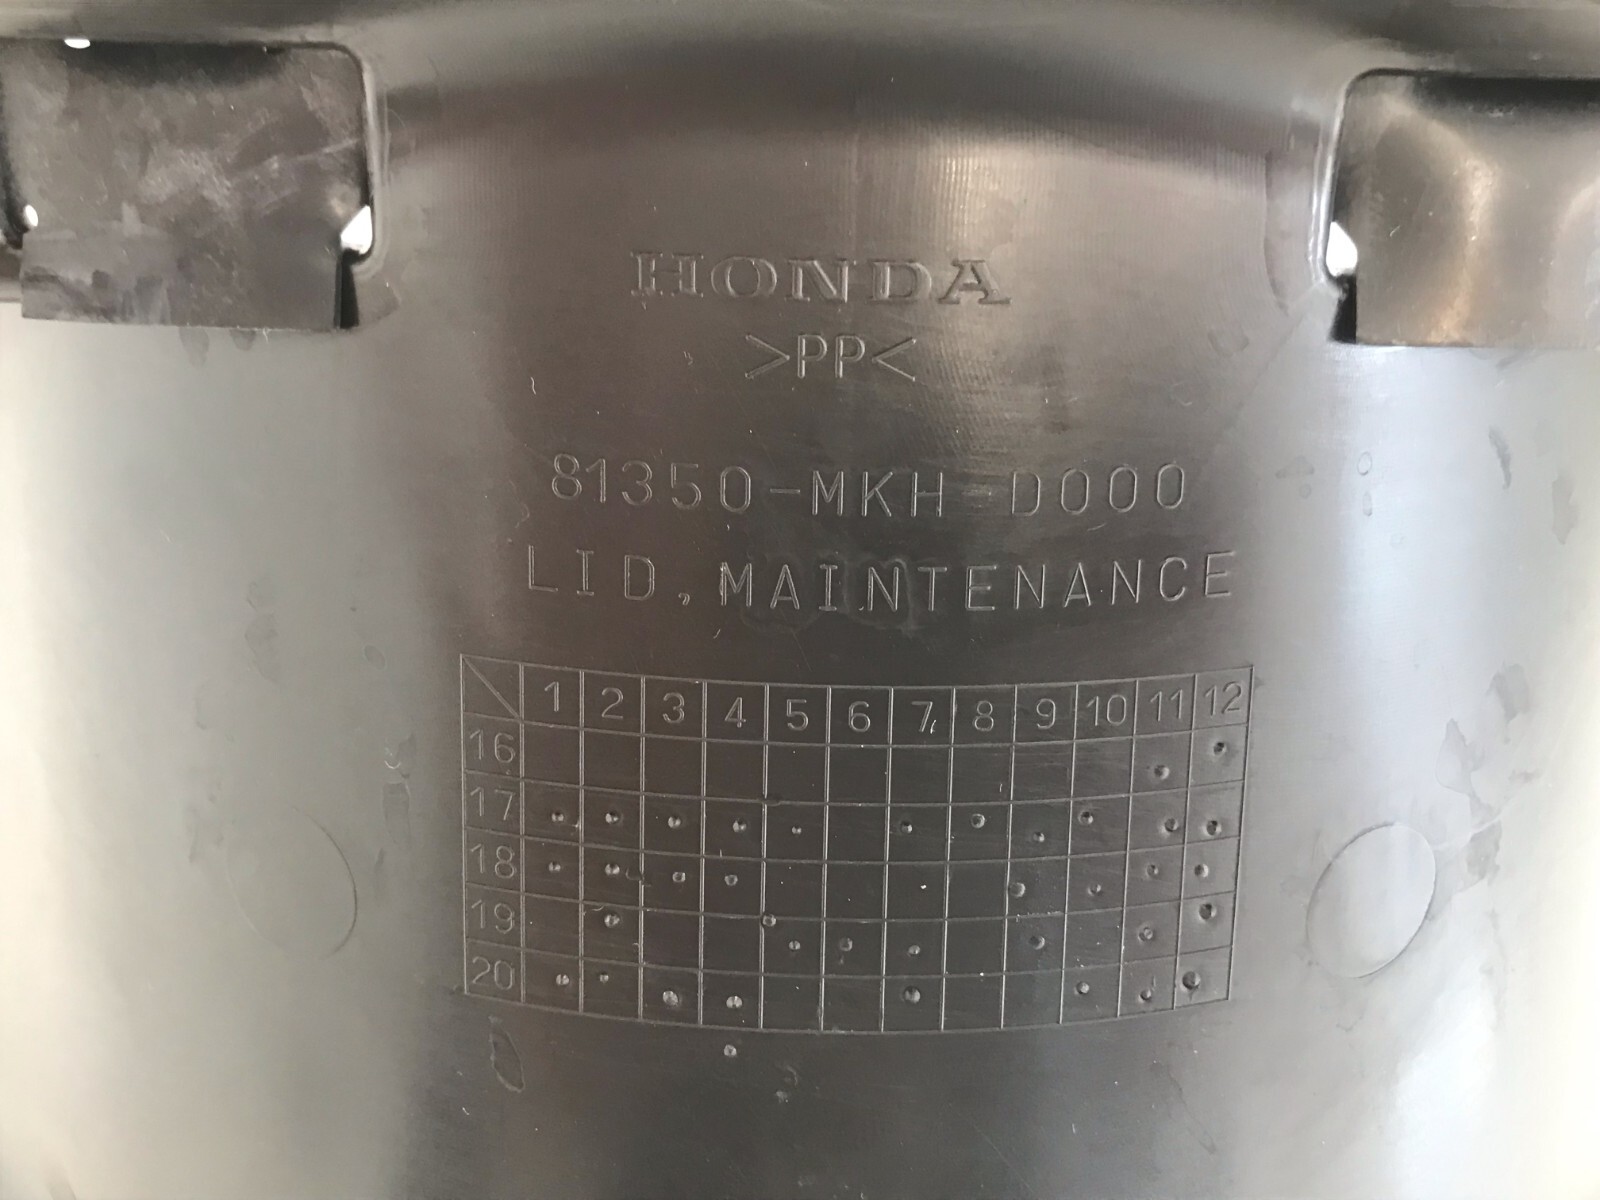 HONDA
>PP<
81350-MKH D000
LID, MAINTENANCE
1 2 3 4 5 6 7 8 9 10 11 12
16
17
18
19
20